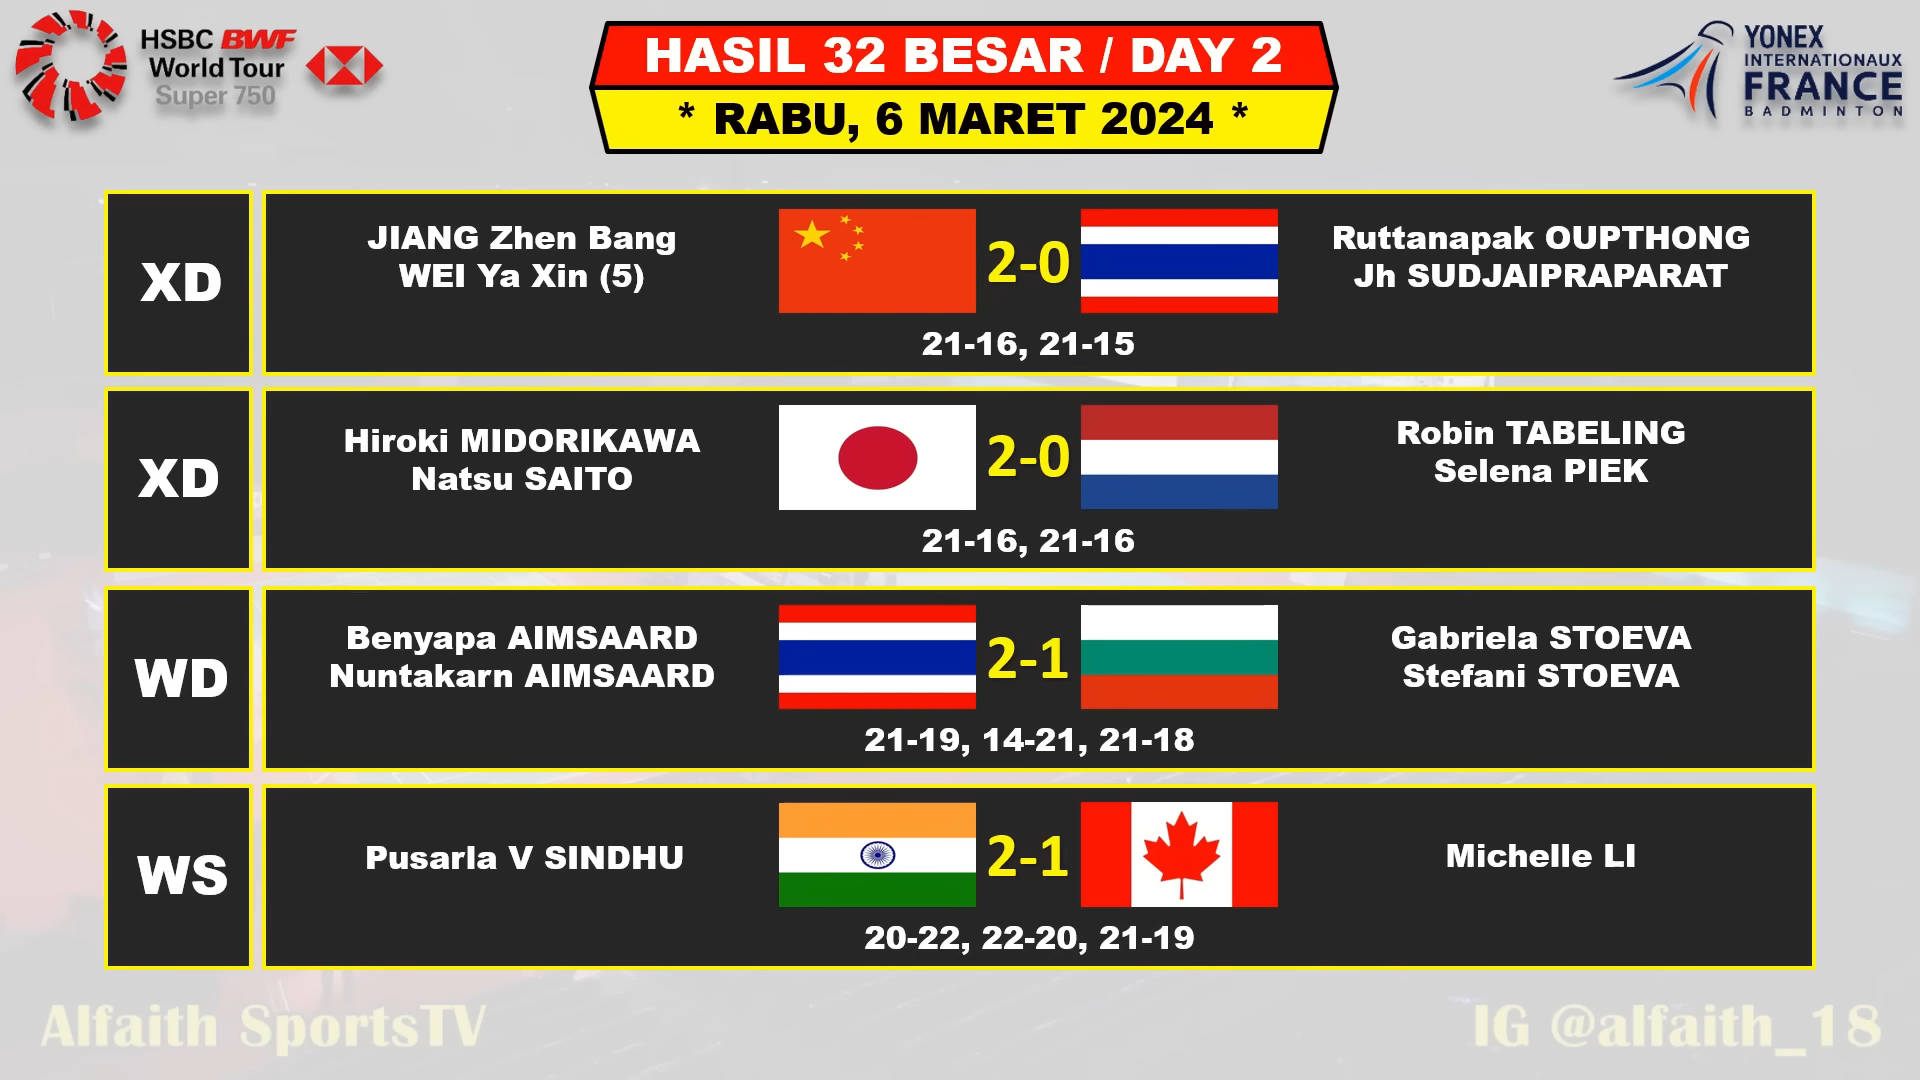 HSBC BWF
World Tour
Super 750
HASIL 32 BESAR / DAY 2
* RABU, 6 MARET 2024 *
YONEX
INTERNATIONAUX
FRANCE
BADMINTON
XD
JIANG Zhen Bang
WEI Ya Xin (5)
2-0
Ruttanapak OUPTHONG
Jh SUDJAIPRAPARAT
21-16, 21-15
XD
Hiroki MIDORIKAWA
Natsu SAITO
2-0
Robin TABELING
Selena PIEK
21-16, 21-16
WD
Benyapa AIMSAARD
Nuntakarn AIMSAARD
2-1
Gabriela STOEVA
Stefani STOEVA
21-19, 14-21, 21-18
WS
Pusarla V SINDHU
2-1
Michelle LI
20-22, 22-20, 21-19
Alfaith SportsTV
IG @alfaith_18